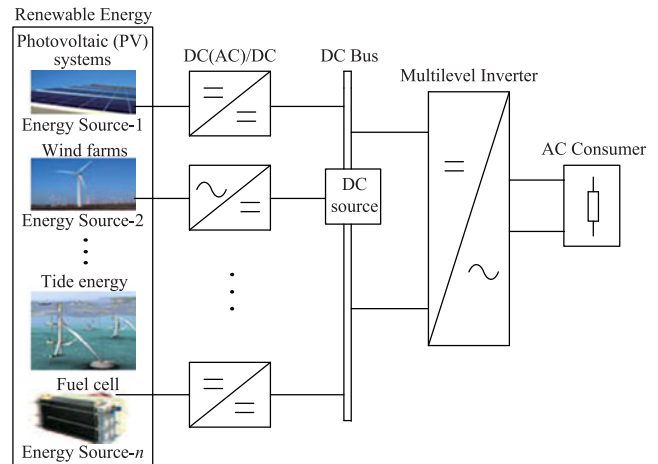 Renewable Energy
Photovoltaic (PV)
systems
Energy Source-1
Wind farms
Energy Source-2
Tide energy
Fuel cell
Energy Source-n
DC(AC)/DC
DC Bus
DC
source
Multilevel Inverter
AC Consumer